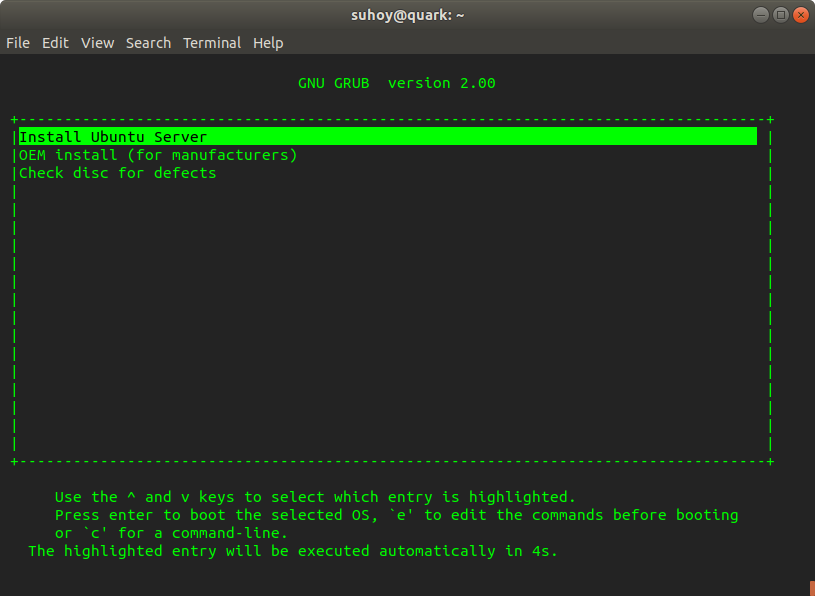 suhoy@quark: ~
File Edit View Search Terminal Help
GNU GRUB  version 2.00
+-----------------------------------------------------------------------------------+
|Install Ubuntu Server |
|OEM install (for manufacturers) |
|Check disc for defects |
+-----------------------------------------------------------------------------------+
Use the ^ and v keys to select which entry is highlighted.
Press enter to boot the selected OS, `e' to edit the commands before booting
or `c' for a command-line.
The highlighted entry will be executed automatically in 4s.